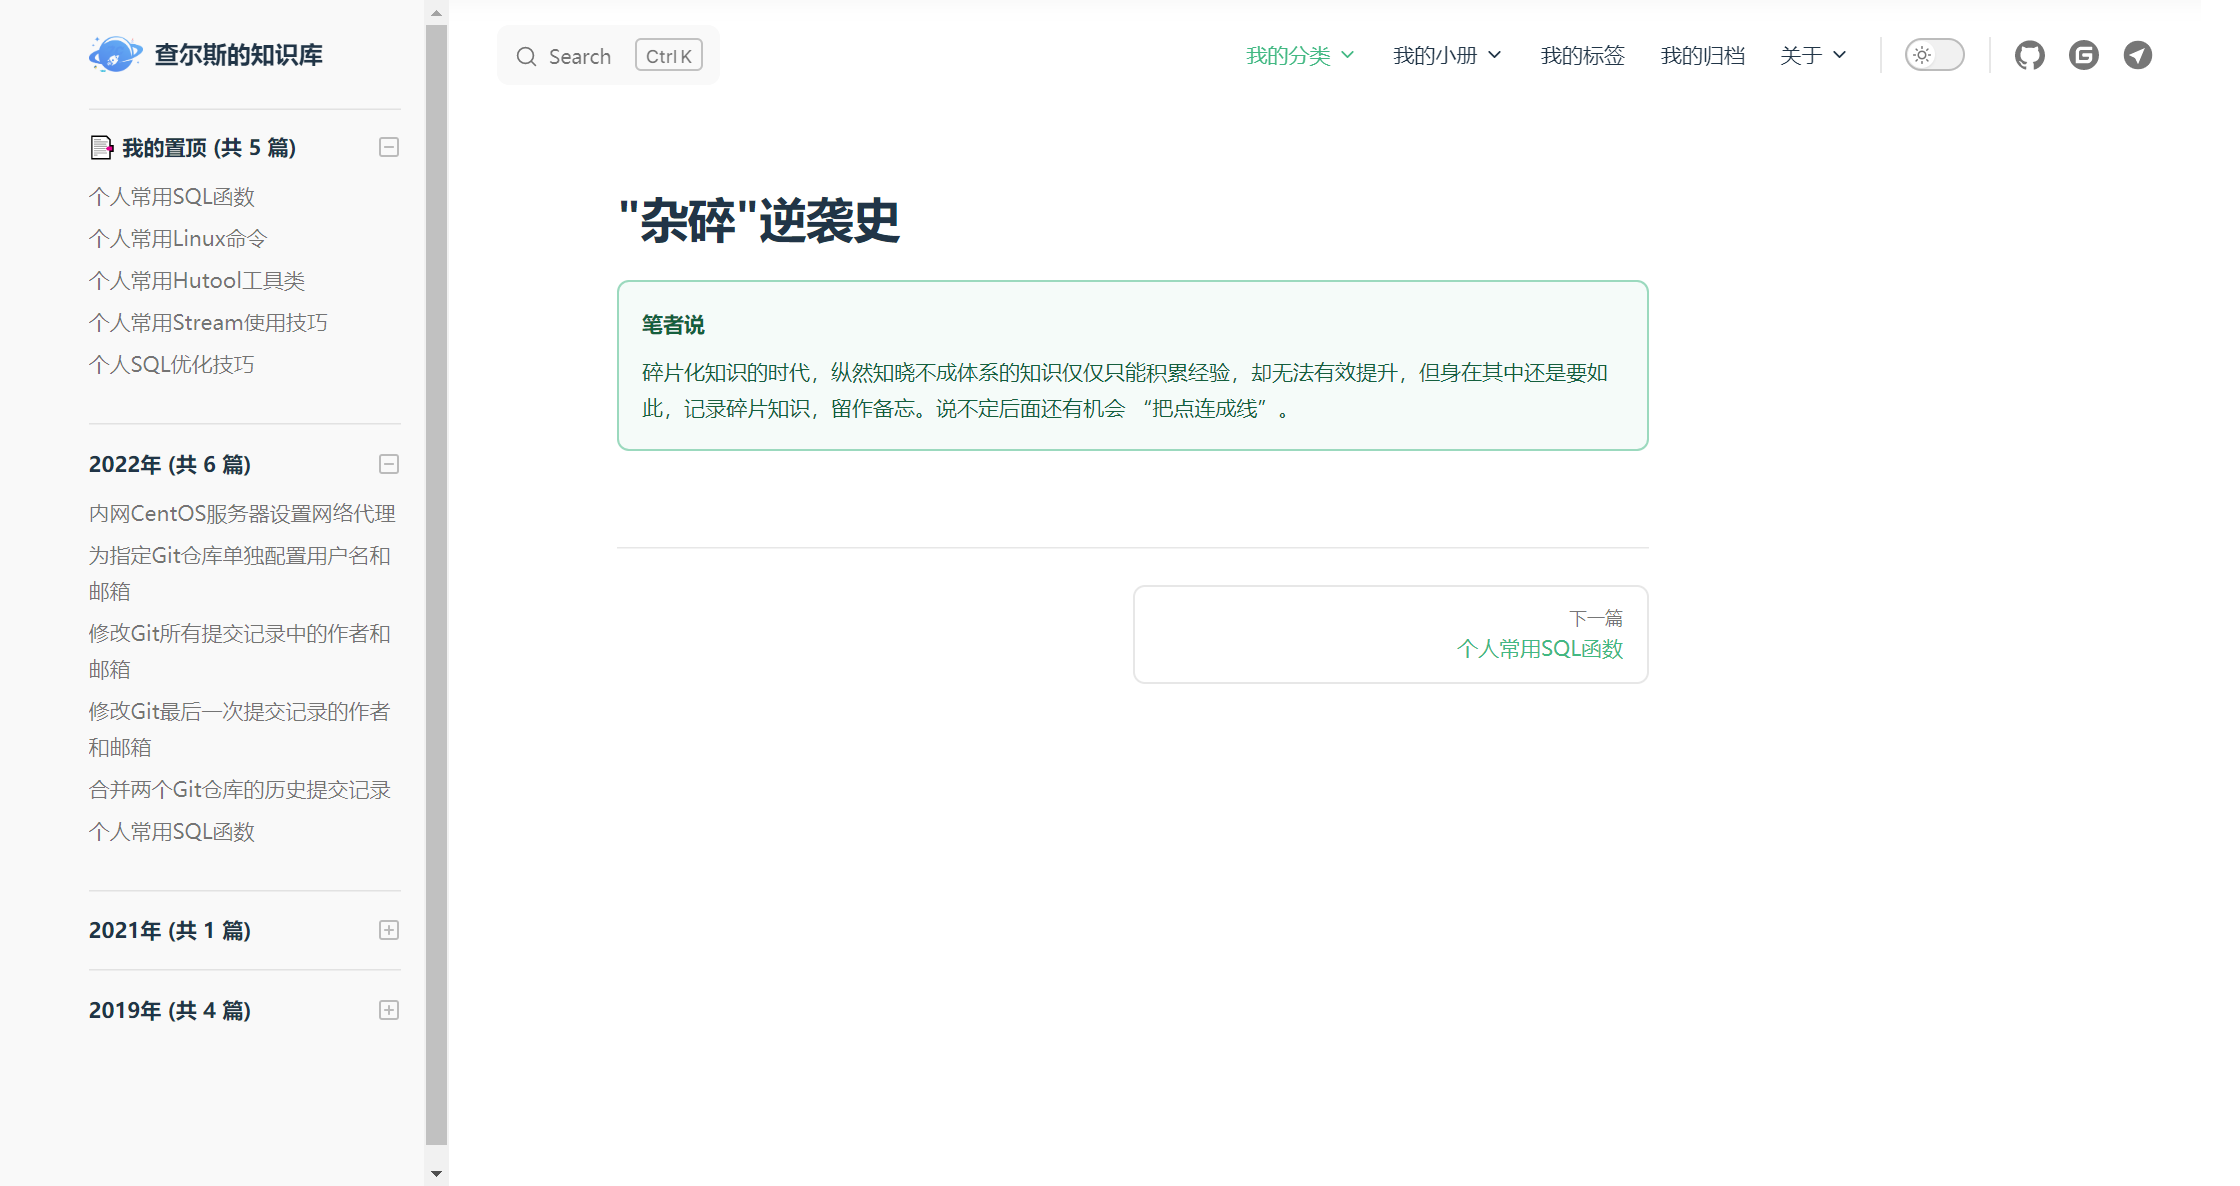 查尔斯的知识库
我的置顶 (共 5 篇)
个人常用SQL函数
个人常用Linux命令
个人常用Hutool工具类
个人常用Stream使用技巧
个人SQL优化技巧
2022年 (共 6 篇)
内网CentOS服务器设置网络代理
为指定Git仓库单独配置用户名和
邮箱
修改Git所有提交记录中的作者和
邮箱
修改Git最后一次提交记录的作者
和邮箱
合并两个Git仓库的历史提交记录
个人常用SQL函数
2021年 (共 1 篇)
2019年 (共 4 篇)
Search Ctrl K
我的分类 我的小册 我的标签 我的归档 关于
"杂碎"逆袭史
笔者说
碎片化知识的时代，纵然知晓不成体系的知识仅仅只能积累经验，却无法有效提升，但身在其中还是要如
此，记录碎片知识，留作备忘。说不定后面还有机会 “把点连成线” 。
下一篇
个人常用SQL函数